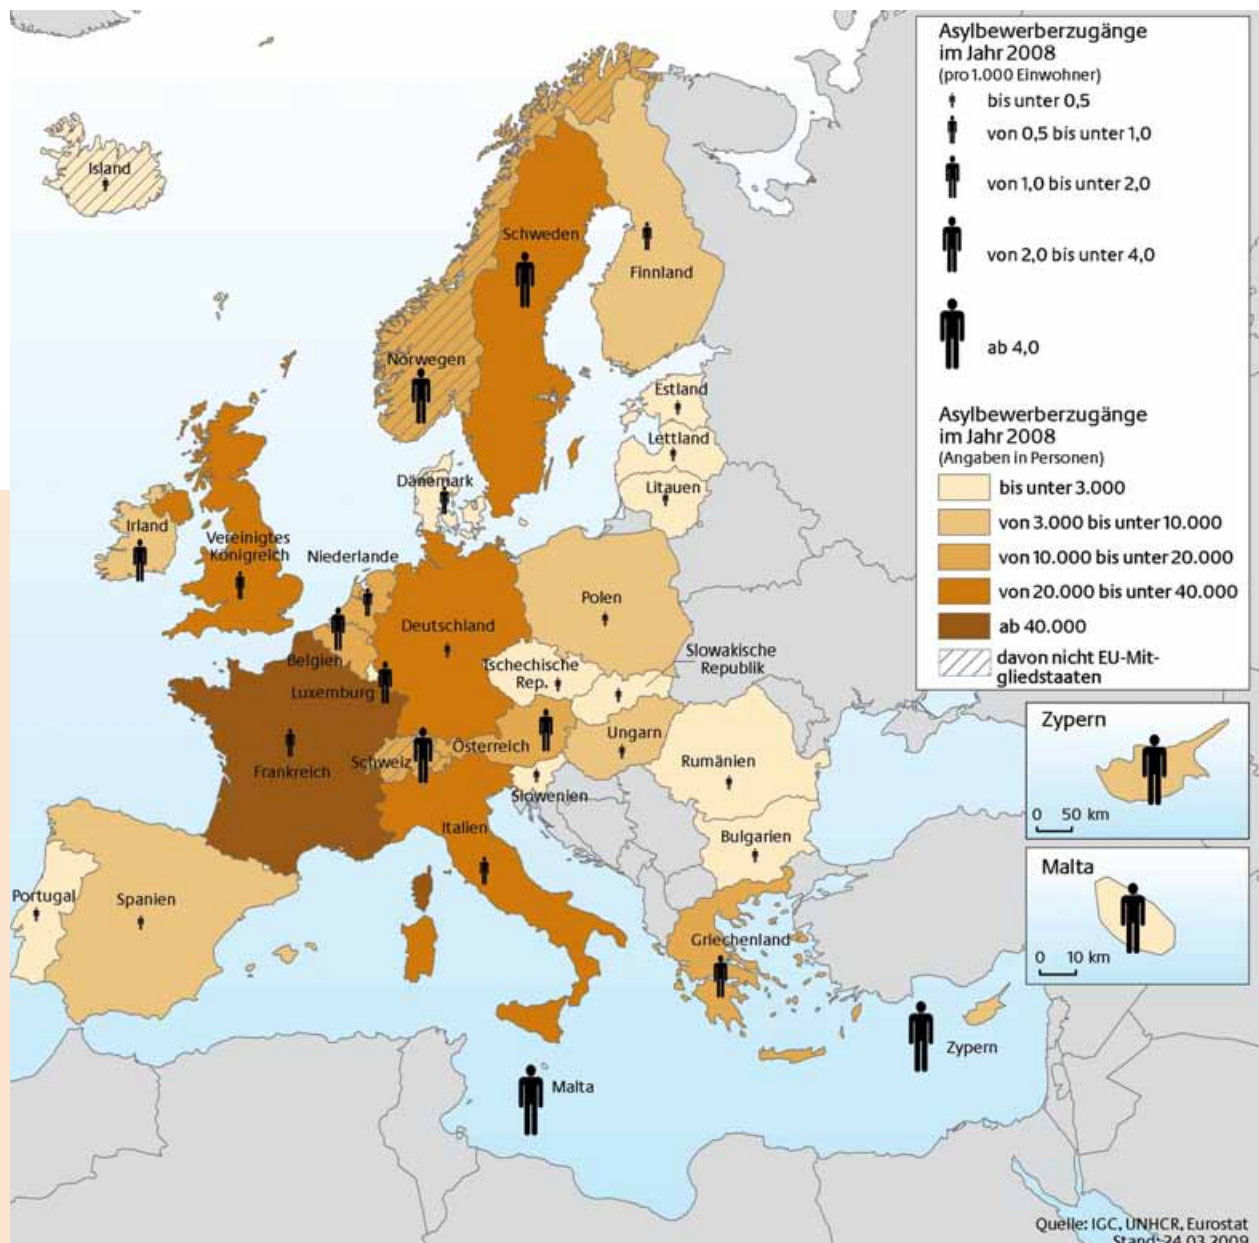 Asylbewerberzugänge
im Jahr 2008
(pro 1.000 Einwohner)
bis unter 0,5
von 0,5 bis unter 1,0
von 1,0 bis unter 2,0
von 2,0 bis unter 4,0
ab 4,0
Asylbewerberzugänge
im Jahr 2008
(Angaben in Personen)
bis unter 3.000
von 3.000 bis unter 10.000
von 10.000 bis unter 20.000
von 20.000 bis unter 40.000
ab 40.000
davon nicht EU-Mit-
gliedstaaten
Island
Schweden
Finnland
Norwegen
Estland
Lettland
Dänemark
Litauen
Irland
Vereinigtes
Königreich
Niederlande
Polen
Deutschland
Belgien
Tschechische
Rep.
Slowakische
Republik
Luxemburg
Zypern
0 50 km
Ungarn
Österreich
Schweiz
Frankreich
Rumänien
Slowenien
Italien
Bulgarien
Malta
0 10 km
Portugal
Spanien
Griechenland
Zypern
Malta
Quelle: IGC, UNHCR, Eurostat
Stand: 24.03.2009